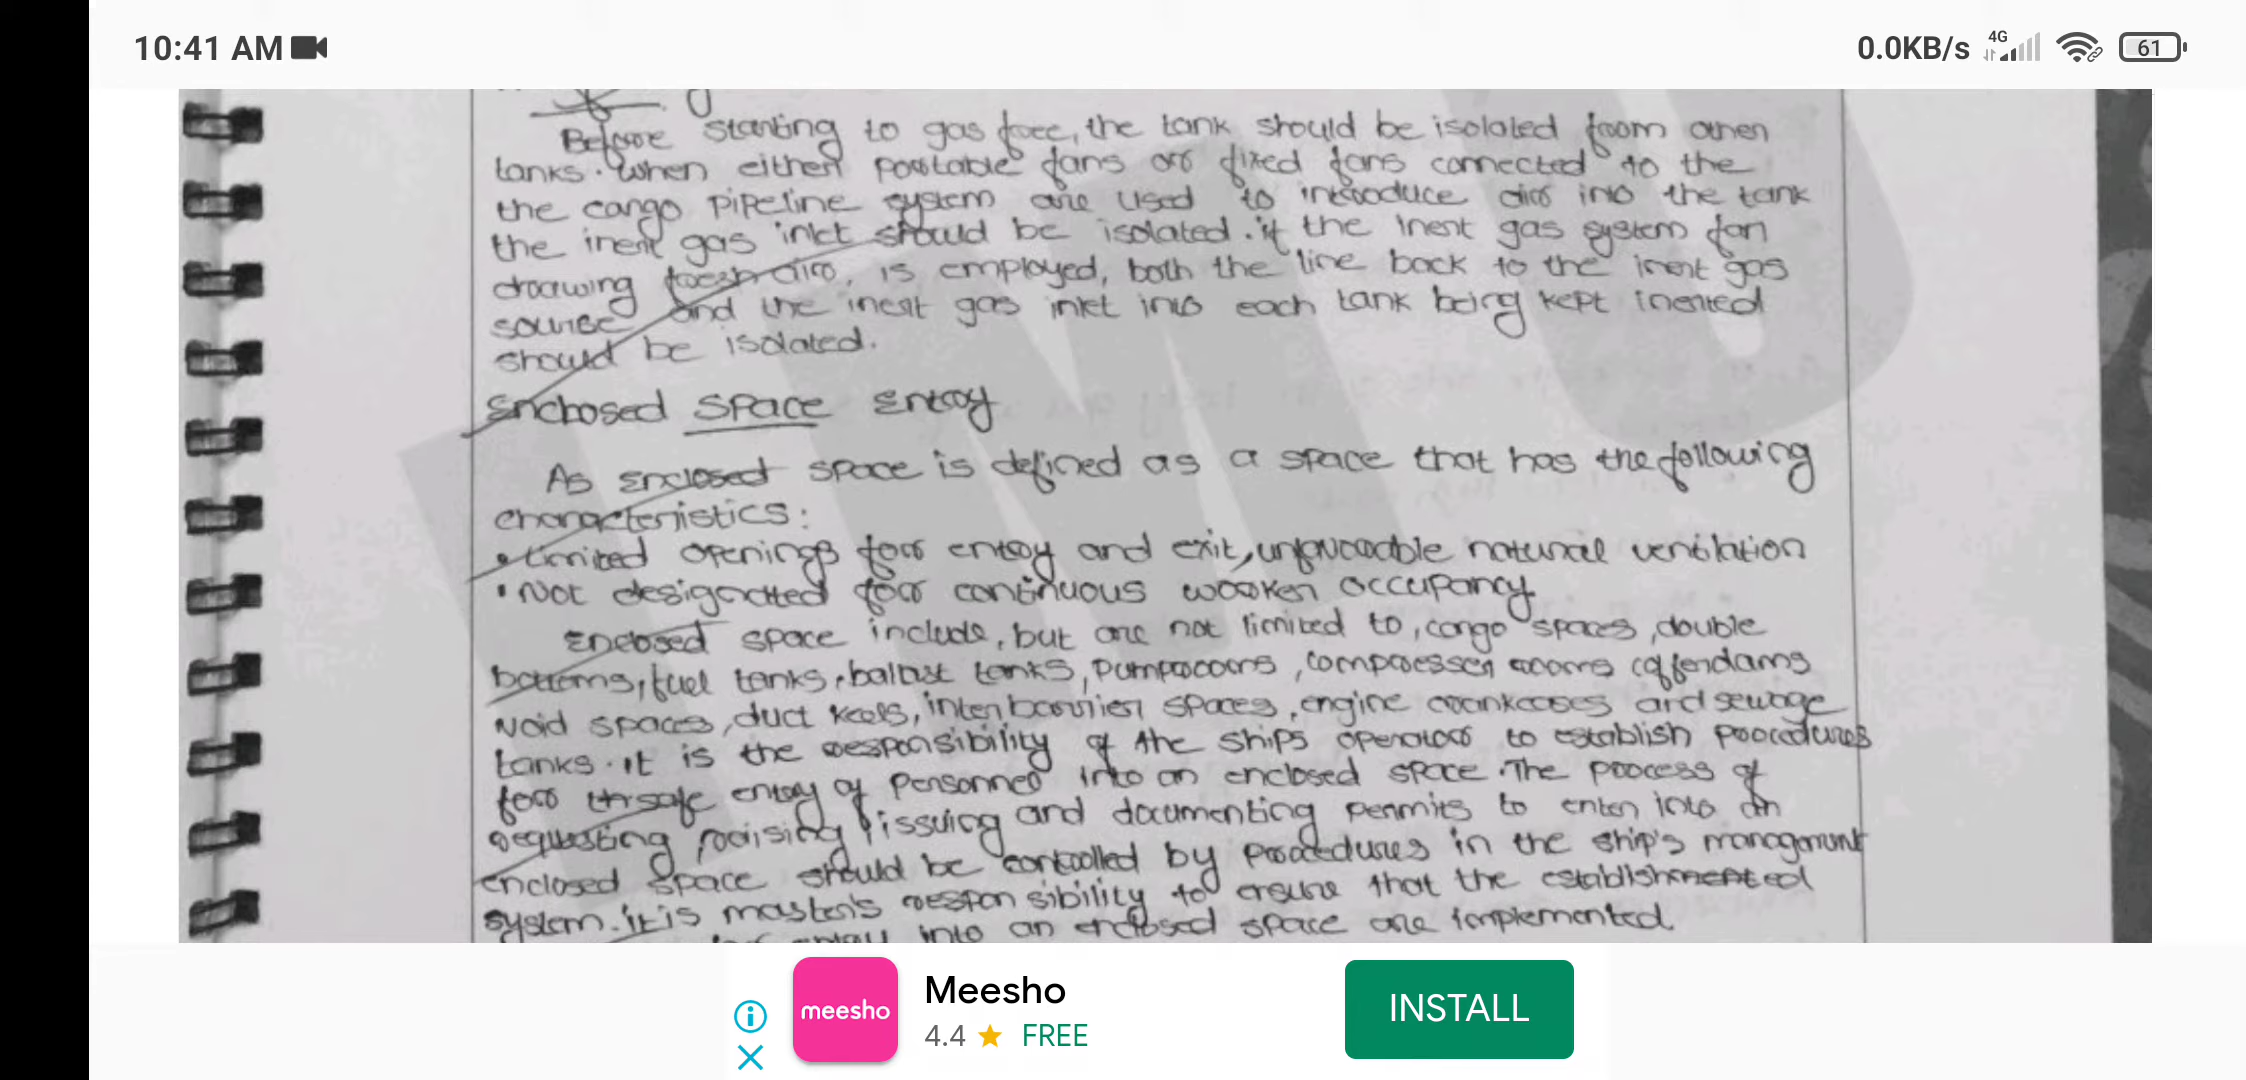 10:41 AM
0.0KB/s 4G 61
Before starting to gas free, the tank should be isolated from other
tanks. When either portable fans or fixed fans connected to the
the cargo pipeline system are used to introduce air into the tank
the inert gas inlet should be isolated. if the inert gas system fan
drawing fresh air, is employed, both the line back to the inert gas
source and the inert gas inlet into each tank being kept inerted
should be isolated.
Enclosed Space Entry
As Enclosed space is defined as a space that has the following
characteristics:
• Limited openings for entry and exit, unfavourable natural ventilation
• Not designatted for continuous worker occupancy
Enclosed space include, but are not limited to, cargo spaces, double
bottoms, fuel tanks, ballast tanks, pumprooms, compressor rooms cofferdams
void spaces, duct keels, inter barrier spaces, engine crankcases and sewage
tanks. it is the responsibility of the ships operator to establish procedures
for safe entry of personnel into an enclosed space. The process of
requesting, raising, issuing and documenting permits to enter into an
enclosed space should be controlled by procedures in the ship's management
system. it is master's responsibility to ensure that the established
entry into an enclosed space are implemented
IMU
meesho
Meesho
4.4 ★ FREE
INSTALL